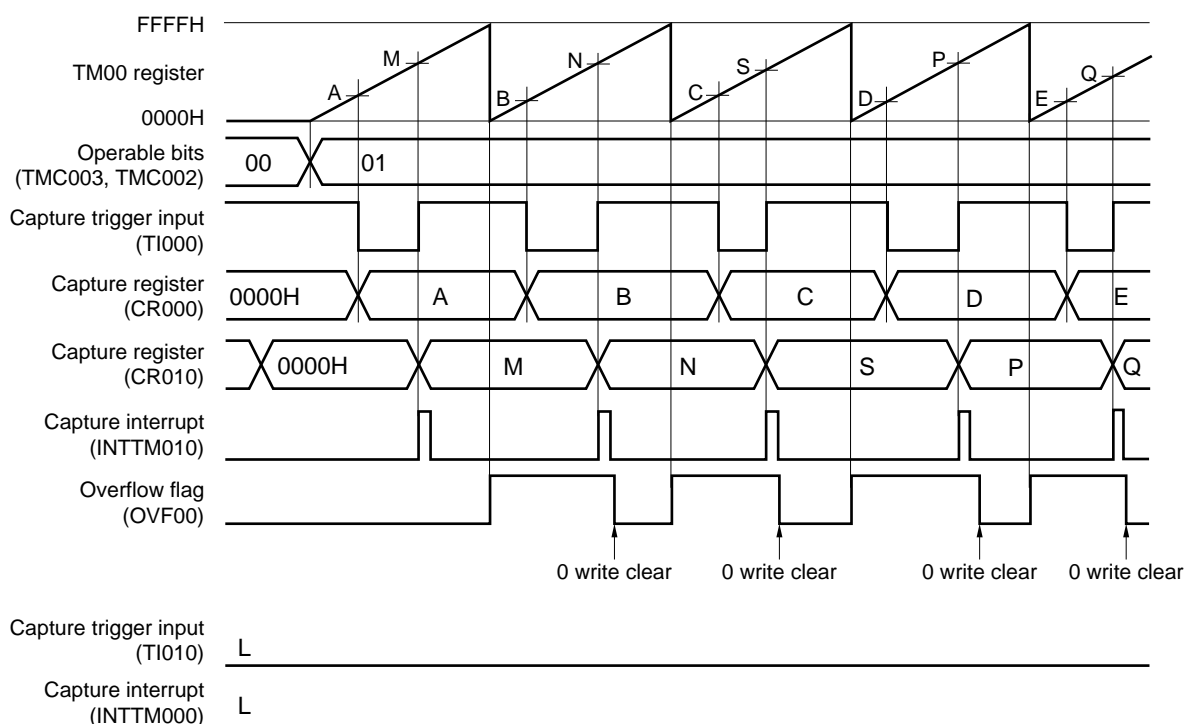 FFFFH
TM00 register
0000H
A M B N C S D P E Q
Operable bits
(TMC003, TMC002)
00 01
Capture trigger input
(TI000)
Capture register
(CR000)
0000H A B C D E
Capture register
(CR010)
0000H M N S P Q
Capture interrupt
(INTTM010)
Overflow flag
(OVF00)
0 write clear 0 write clear 0 write clear 0 write clear
Capture trigger input
(TI010)
L
Capture interrupt
(INTTM000)
L